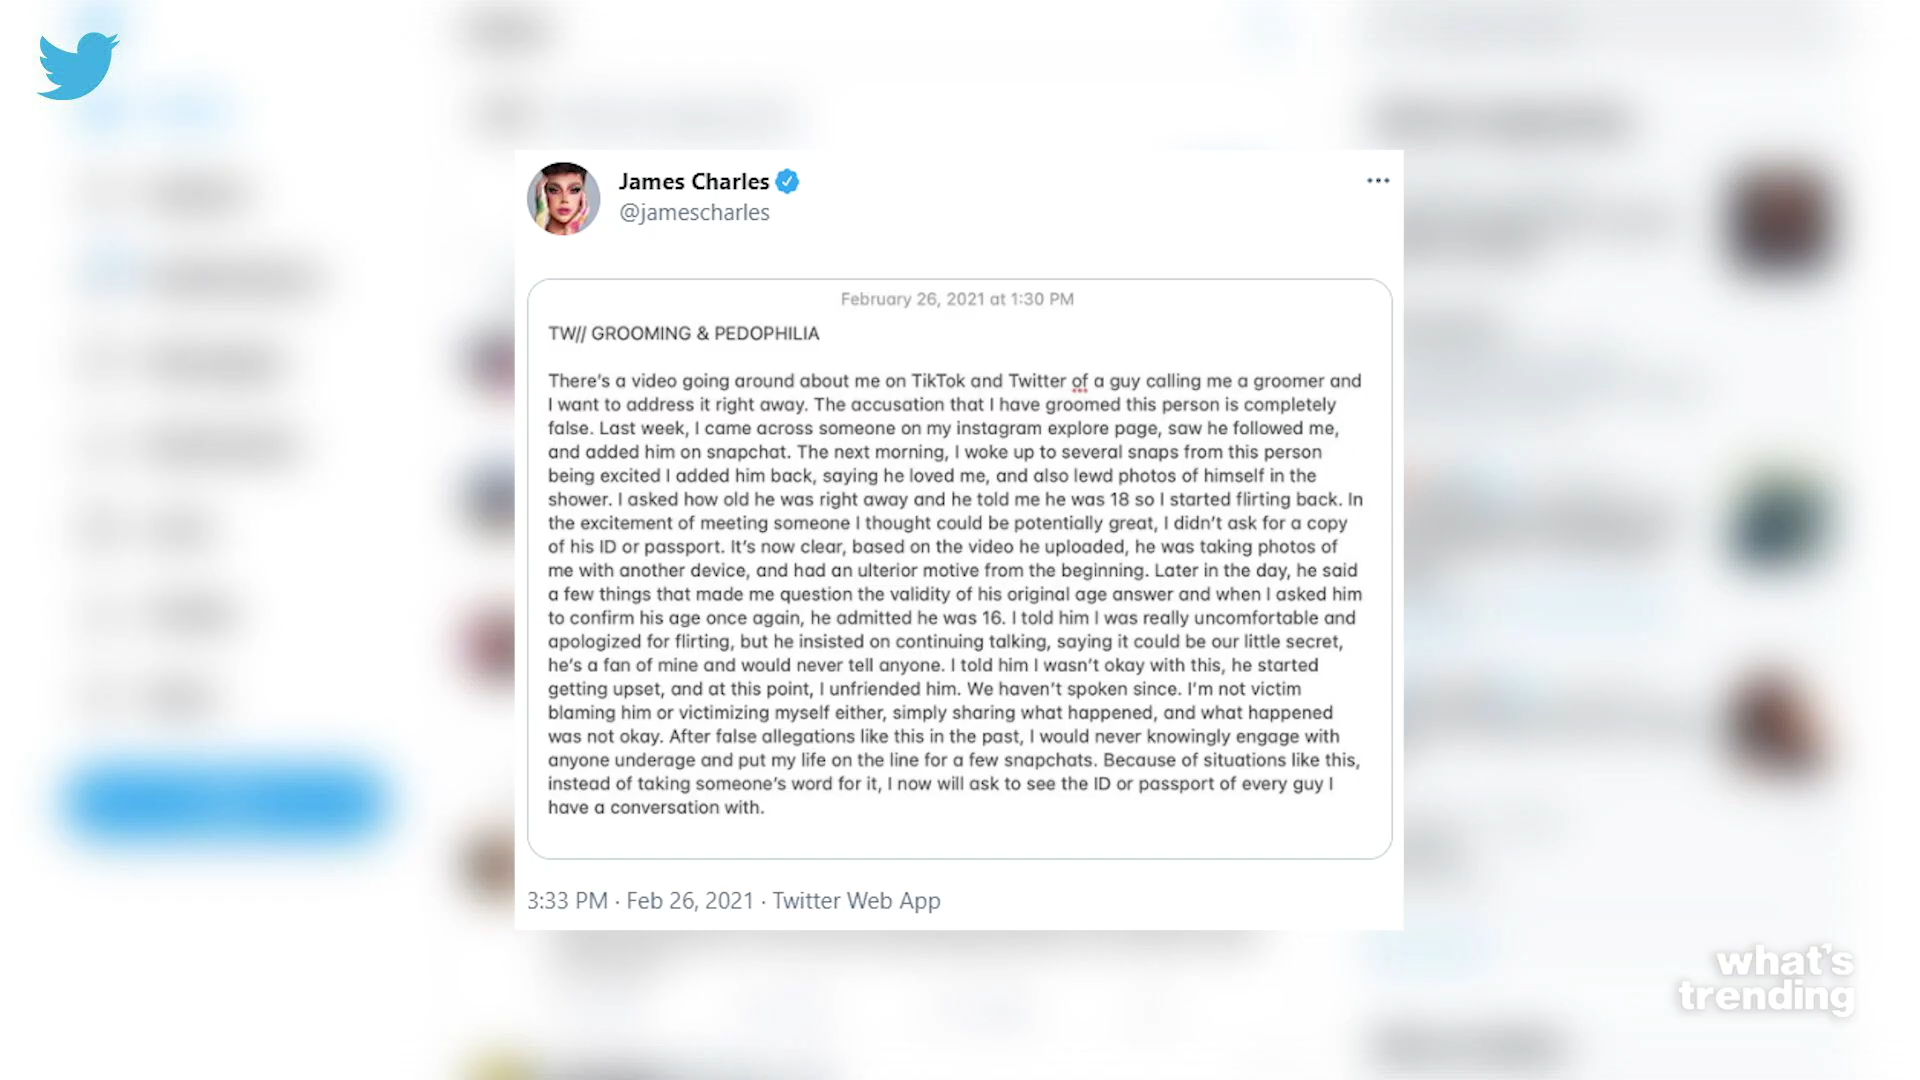 James Charles
@jamescharles
February 26, 2021 at 1:30 PM
TW// GROOMING & PEDOPHILIA
There's a video going around about me on TikTok and Twitter of a guy calling me a groomer and
I want to address it right away. The accusation that I have groomed this person is completely
false. Last week, I came across someone on my instagram explore page, saw he followed me,
and added him on snapchat. The next morning, I woke up to several snaps from this person
being excited I added him back, saying he loved me, and also lewd photos of himself in the
shower. I asked how old he was right away and he told me he was 18 so I started flirting back. In
the excitement of meeting someone I thought could be potentially great, I didn't ask for a copy
of his ID or passport. It's now clear, based on the video he uploaded, he was taking photos of
me with another device, and had an ulterior motive from the beginning. Later in the day, he said
a few things that made me question the validity of his original age answer and when I asked him
to confirm his age once again, he admitted he was 16. I told him I was really uncomfortable and
apologized for flirting, but he insisted on continuing talking, saying it could be our little secret,
he's a fan of mine and would never tell anyone. I told him I wasn't okay with this, he started
getting upset, and at this point, I unfriended him. We haven't spoken since. I'm not victim
blaming him or victimizing myself either, simply sharing what happened, and what happened
was not okay. After false allegations like this in the past, I would never knowingly engage with
anyone underage and put my life on the line for a few snapchats. Because of situations like this,
instead of taking someone's word for it, I now will ask to see the ID or passport of every guy I
have a conversation with.
3:33 PM · Feb 26, 2021 · Twitter Web App
what's
trending